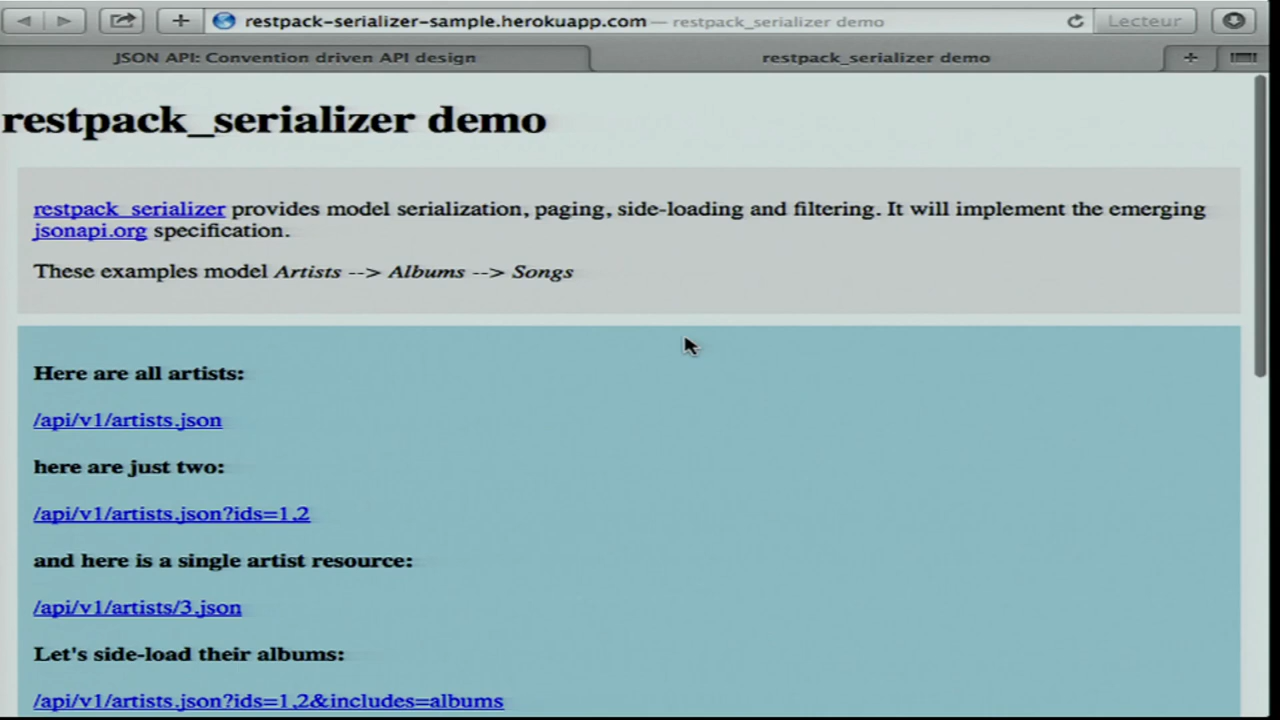 restpack-serializer-sample.herokuapp.com — restpack_serializer demo
Lecteur
JSON API: Convention driven API design
restpack_serializer demo
restpack_serializer demo
restpack_serializer provides model serialization, paging, side-loading and filtering. It will implement the emerging
jsonapi.org specification.
These examples model Artists --> Albums --> Songs
Here are all artists:
/api/v1/artists.json
here are just two:
/api/v1/artists.json?ids=1,2
and here is a single artist resource:
/api/v1/artists/3.json
Let's side-load their albums:
/api/v1/artists.json?ids=1,2&includes=albums